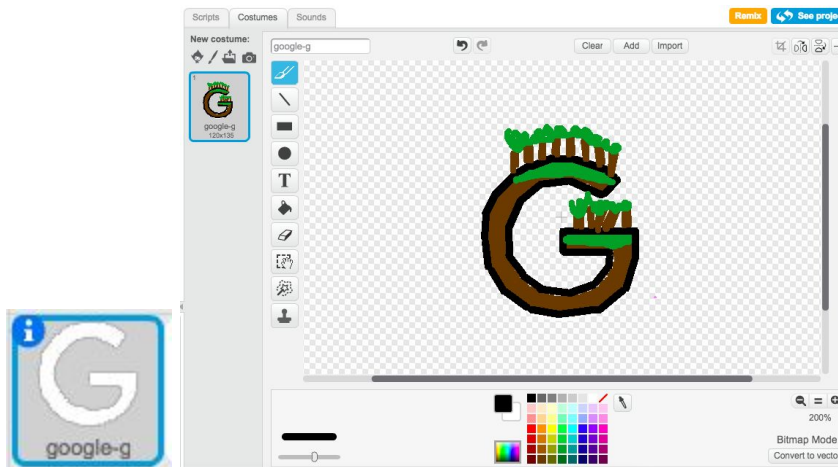 Scripts Costumes Sounds
Remix See proje
New costume:
google-g
Clear Add Import
1
google-g
120x136
T
G
google-g
G
200%
Bitmap Mode
Convert to vecto